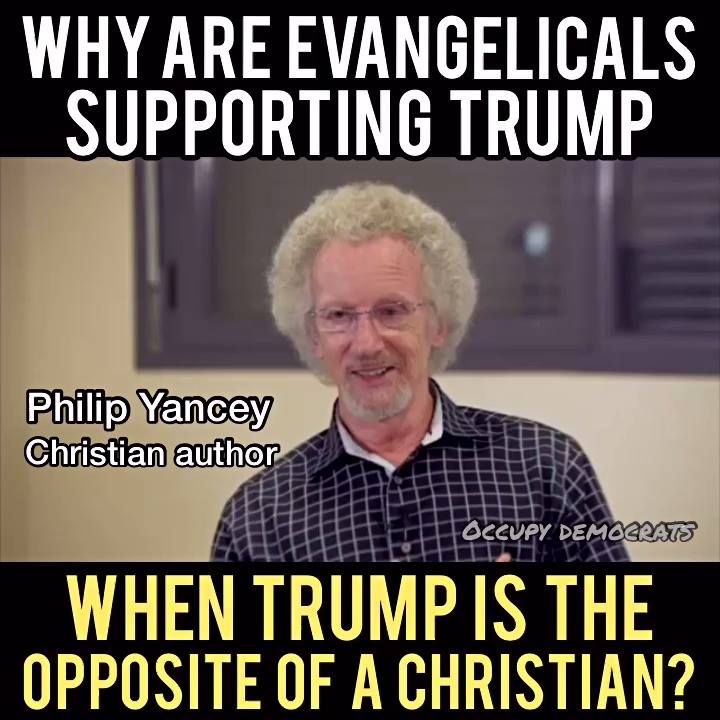 WHY ARE EVANGELICALS
SUPPORTING TRUMP
Philip Yancey
Christian author
OCCUPY DEMOCRATS
WHEN TRUMP IS THE
OPPOSITE OF A CHRISTIAN?